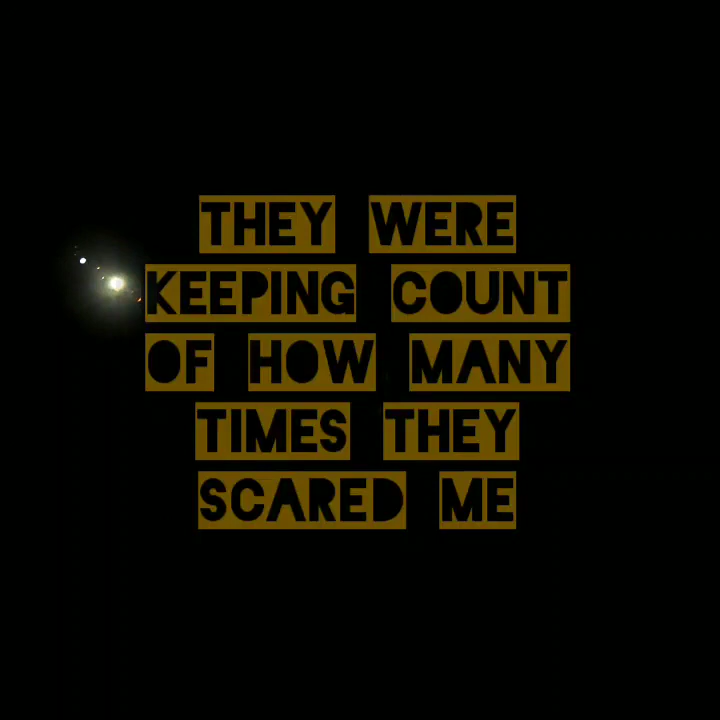 THEY WERE
KEEPING COUNT
OF HOW MANY
TIMES THEY
SCARED ME